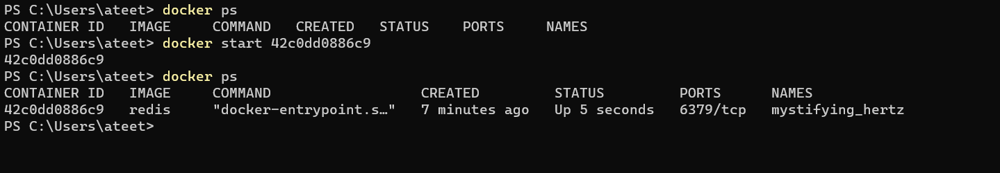 PS C:\Users\ateet> docker ps
CONTAINER ID   IMAGE     COMMAND   CREATED   STATUS    PORTS     NAMES
PS C:\Users\ateet> docker start 42c0dd0886c9
42c0dd0886c9
PS C:\Users\ateet> docker ps
CONTAINER ID   IMAGE     COMMAND                  CREATED         STATUS         PORTS      NAMES
42c0dd0886c9   redis     "docker-entrypoint.s…"   7 minutes ago   Up 5 seconds   6379/tcp   mystifying_hertz
PS C:\Users\ateet>